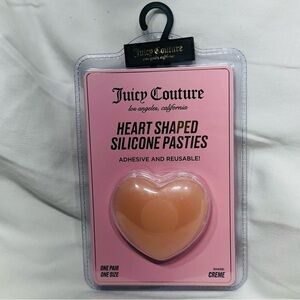 Juicy Couture
Juicy Couture
los angeles, california
HEART SHAPED
SILICONE PASTIES
ADHESIVE AND REUSABLE!
ONE PAIR
ONE SIZE
SHADE:
CREME